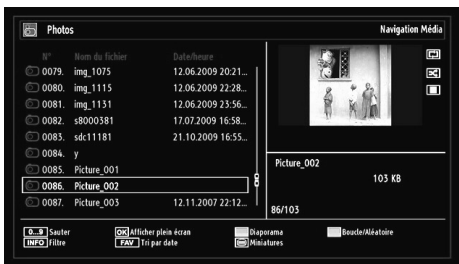 Photos
Navigation Média
N° Nom du fichier Date/heure
0079. img_1075 12.06.2009 20:21...
0080. img_1115 12.06.2009 22:28...
0081. img_1131 12.06.2009 23:56...
0082. s8000381 17.07.2009 16:58...
0083. sdc11181 21.10.2009 16:55...
0084. y
0085. Picture_001
0086. Picture_002
0087. Picture_003 12.11.2007 22:12...
Picture_002
103 KB
86/103
0...9 Sauter OK Afficher plein écran Diaporama Boucle/Aléatoire
INFO Filtre FAV Tri par date Miniatures